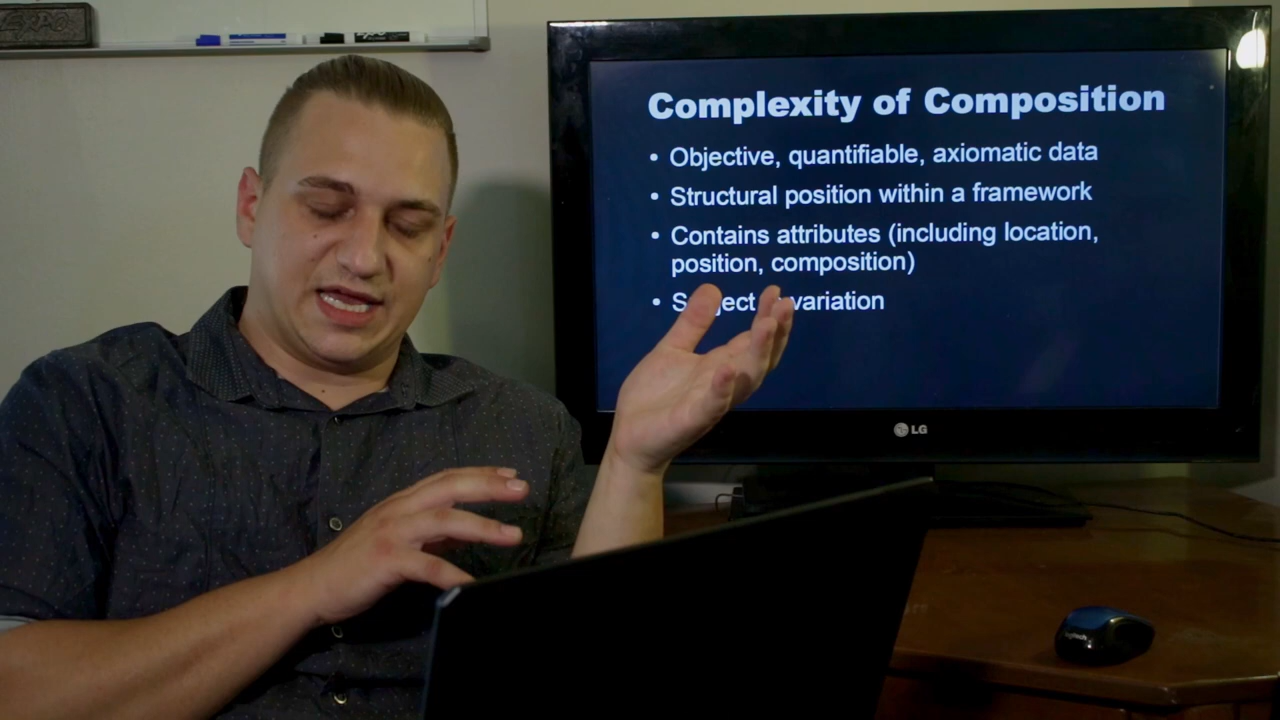 Complexity of Composition
• Objective, quantifiable, axiomatic data
• Structural position within a framework
• Contains attributes (including location,
position, composition)
• variation
LG
logitech